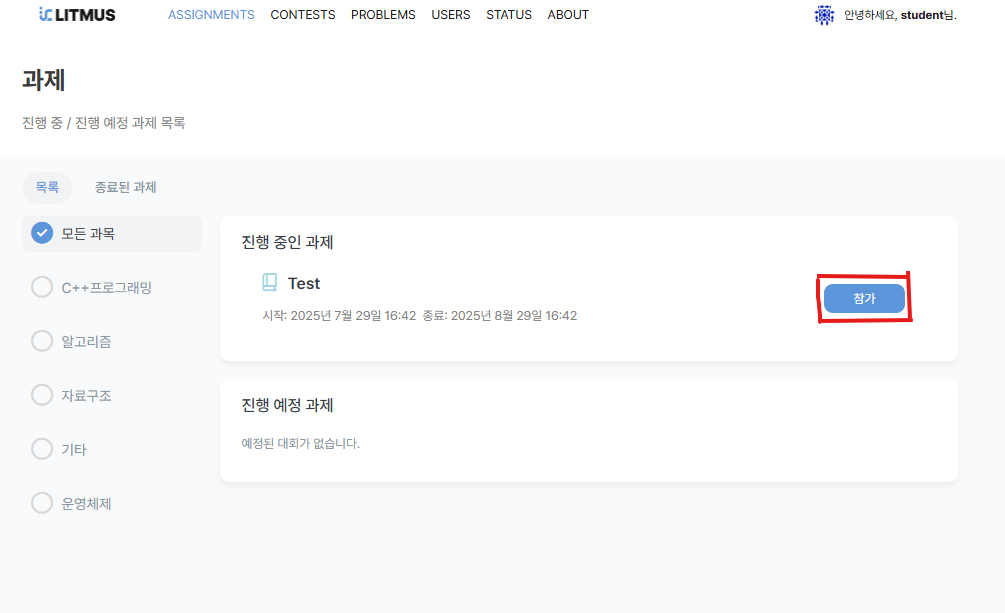 LITMUS ASSIGNMENTS CONTESTS PROBLEMS USERS STATUS ABOUT 안녕하세요, student님.
과제
진행 중 / 진행 예정 과제 목록
목록 종료된 과제
모든 과목
C++프로그래밍
알고리즘
자료구조
기타
운영체제
진행 중인 과제
Test
시작: 2025년 7월 29일 16:42 종료: 2025년 8월 29일 16:42
참가
진행 예정 과제
예정된 대회가 없습니다.